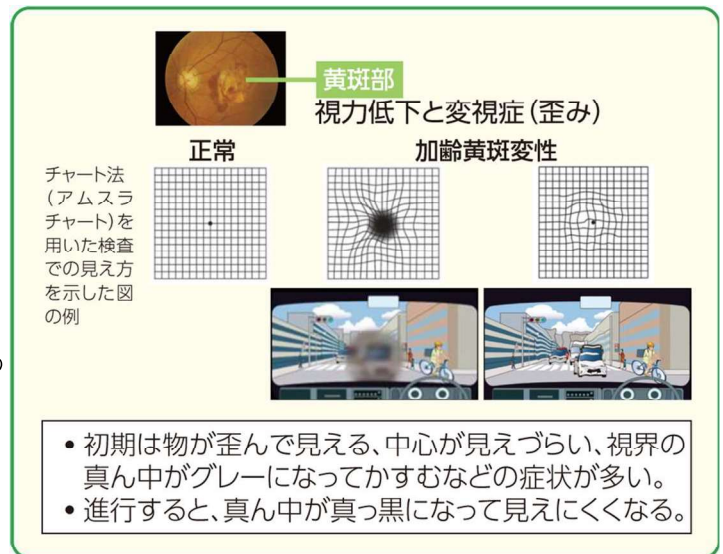 黄斑部
視力低下と変視症(歪み)
正常
加齢黄斑変性
チャート法
(アムスラ
チャート)を
用いた検査
での見え方
を示した図
の例
• 初期は物が歪んで見える、中心が見えづらい、視界の
真ん中がグレーになってかすむなどの症状が多い。
• 進行すると、真ん中が真っ黒になって見えにくくなる。